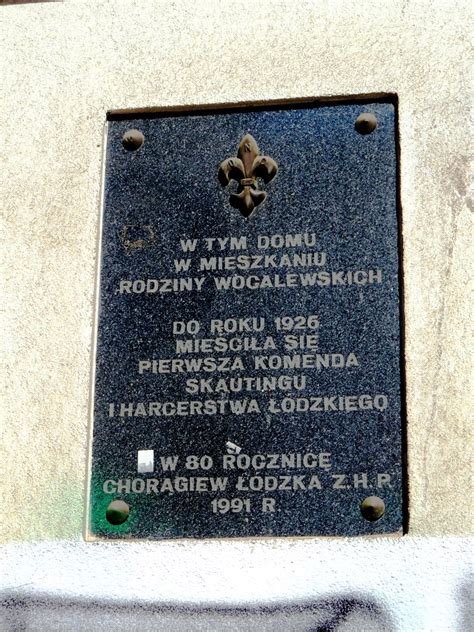 W TYM DOMU
W MIESZKANIU
RODZINY WOCALEWSKICH
DO ROKU 1926
MIEŚCIŁA SIĘ
PIERWSZA KOMENDA
SKAUTINGU
I HARCERSTWA ŁÓDZKIEGO
W 80 ROCZNICĘ
CHORĄGIEW ŁÓDZKA Z.H.P.
1991 R.